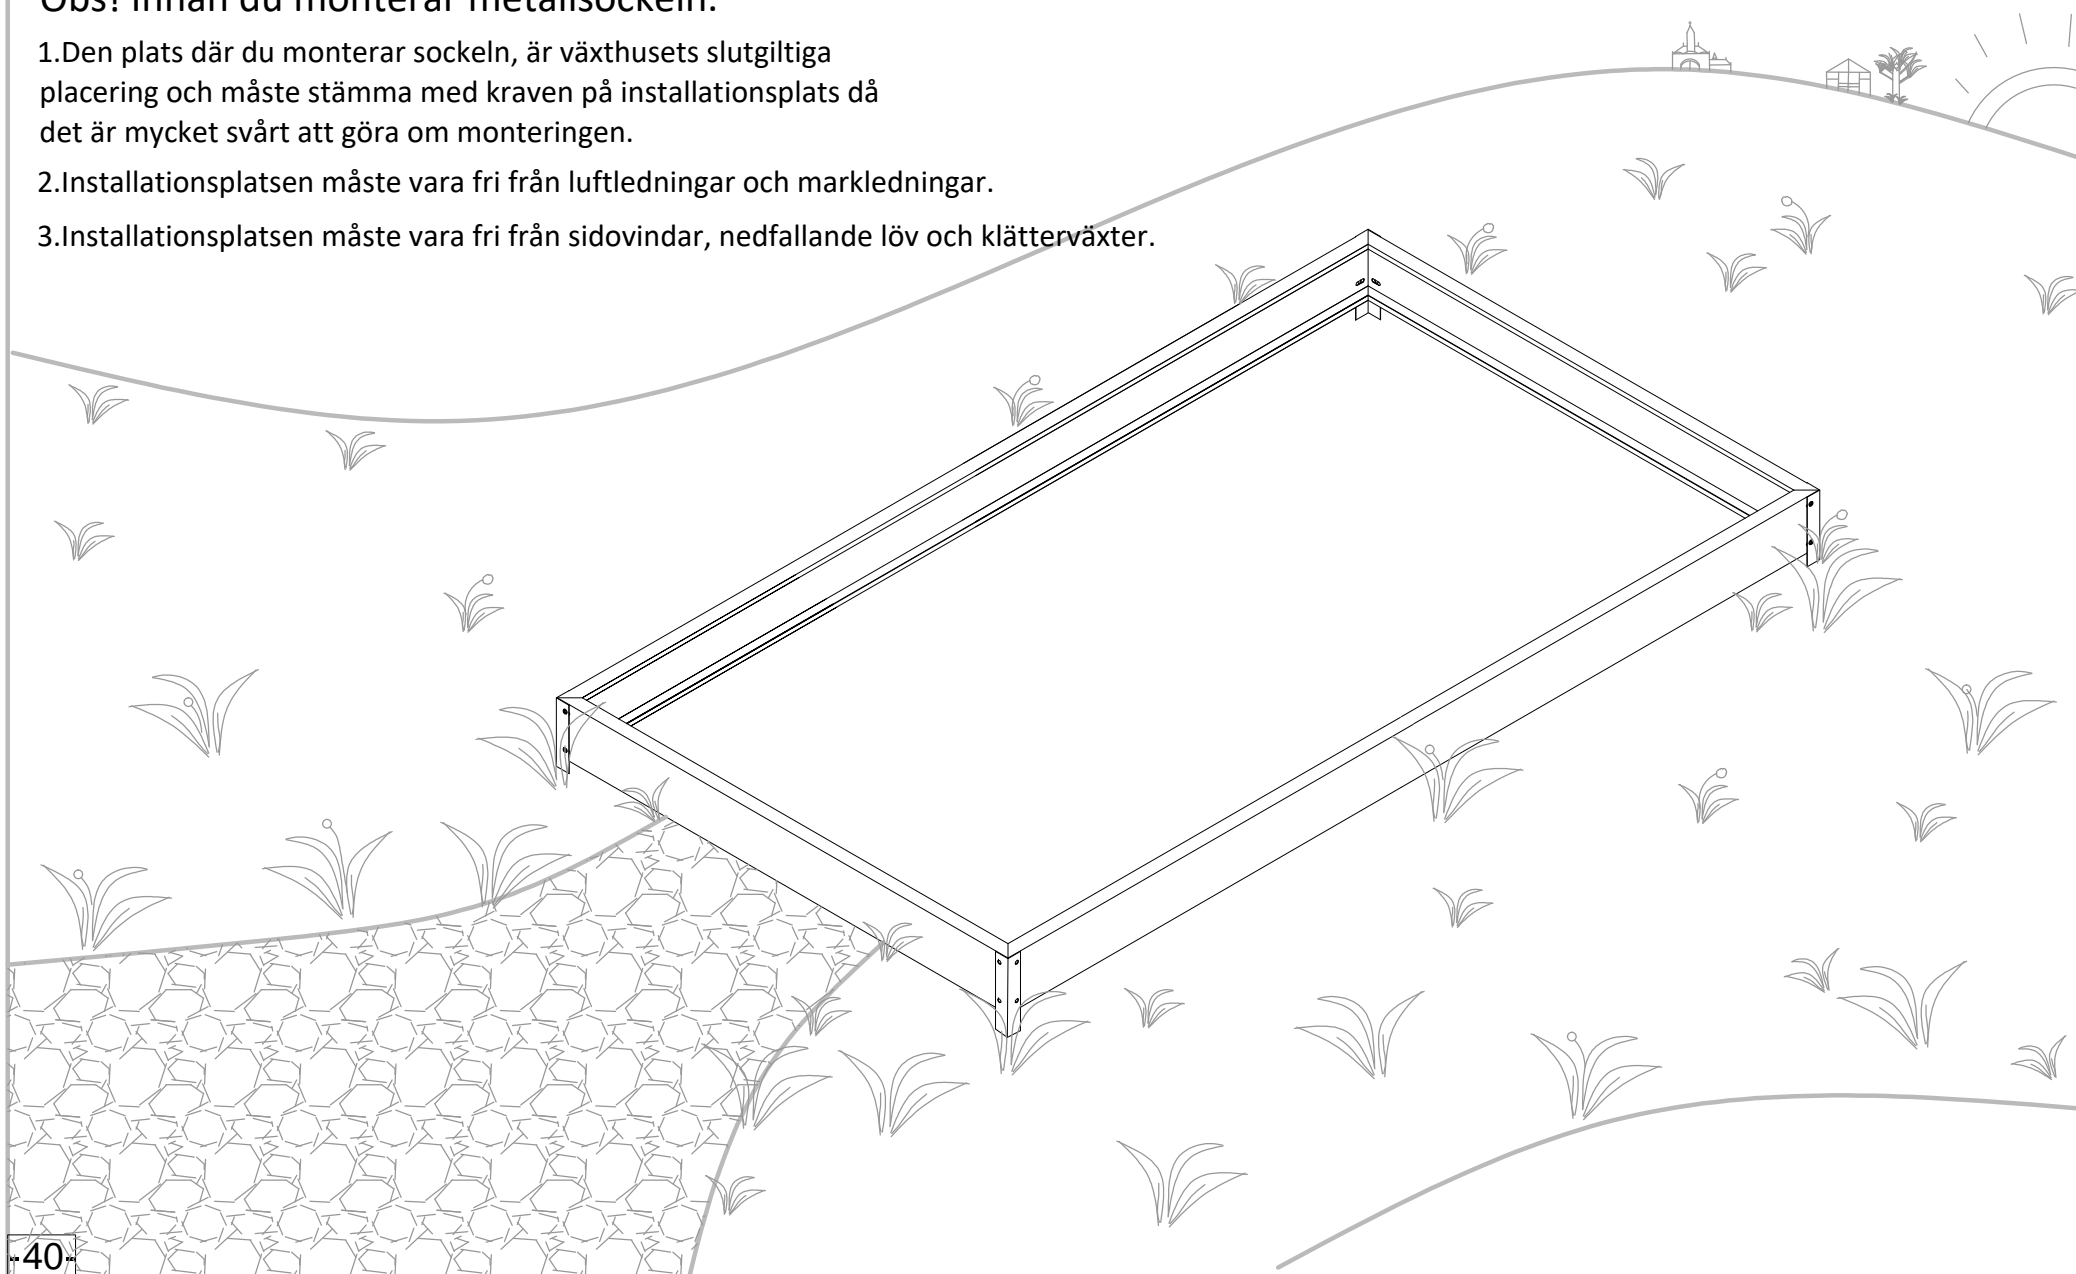 Obs! Innan du monterar metallsockeln.
1.Den plats där du monterar sockeln, är växthusets slutgiltiga
placering och måste stämma med kraven på installationsplats då
det är mycket svårt att göra om monteringen.
2.Installationsplatsen måste vara fri från luftledningar och markledningar.
3.Installationsplatsen måste vara fri från sidovindar, nedfallande löv och klätterväxter.
-40-